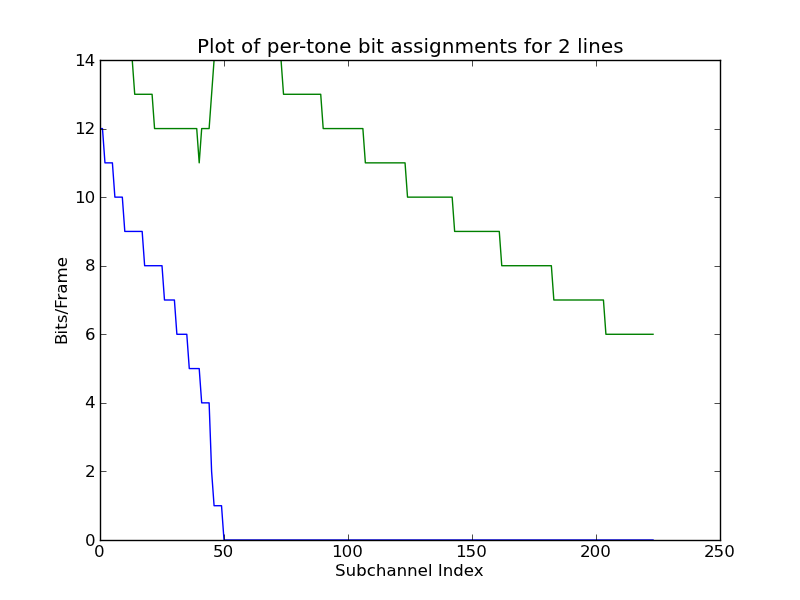 Plot of per-tone bit assignments for 2 lines
14
12
10
8
6
4
2
0
Bits/Frame
0 50 100 150 200 250
Subchannel Index